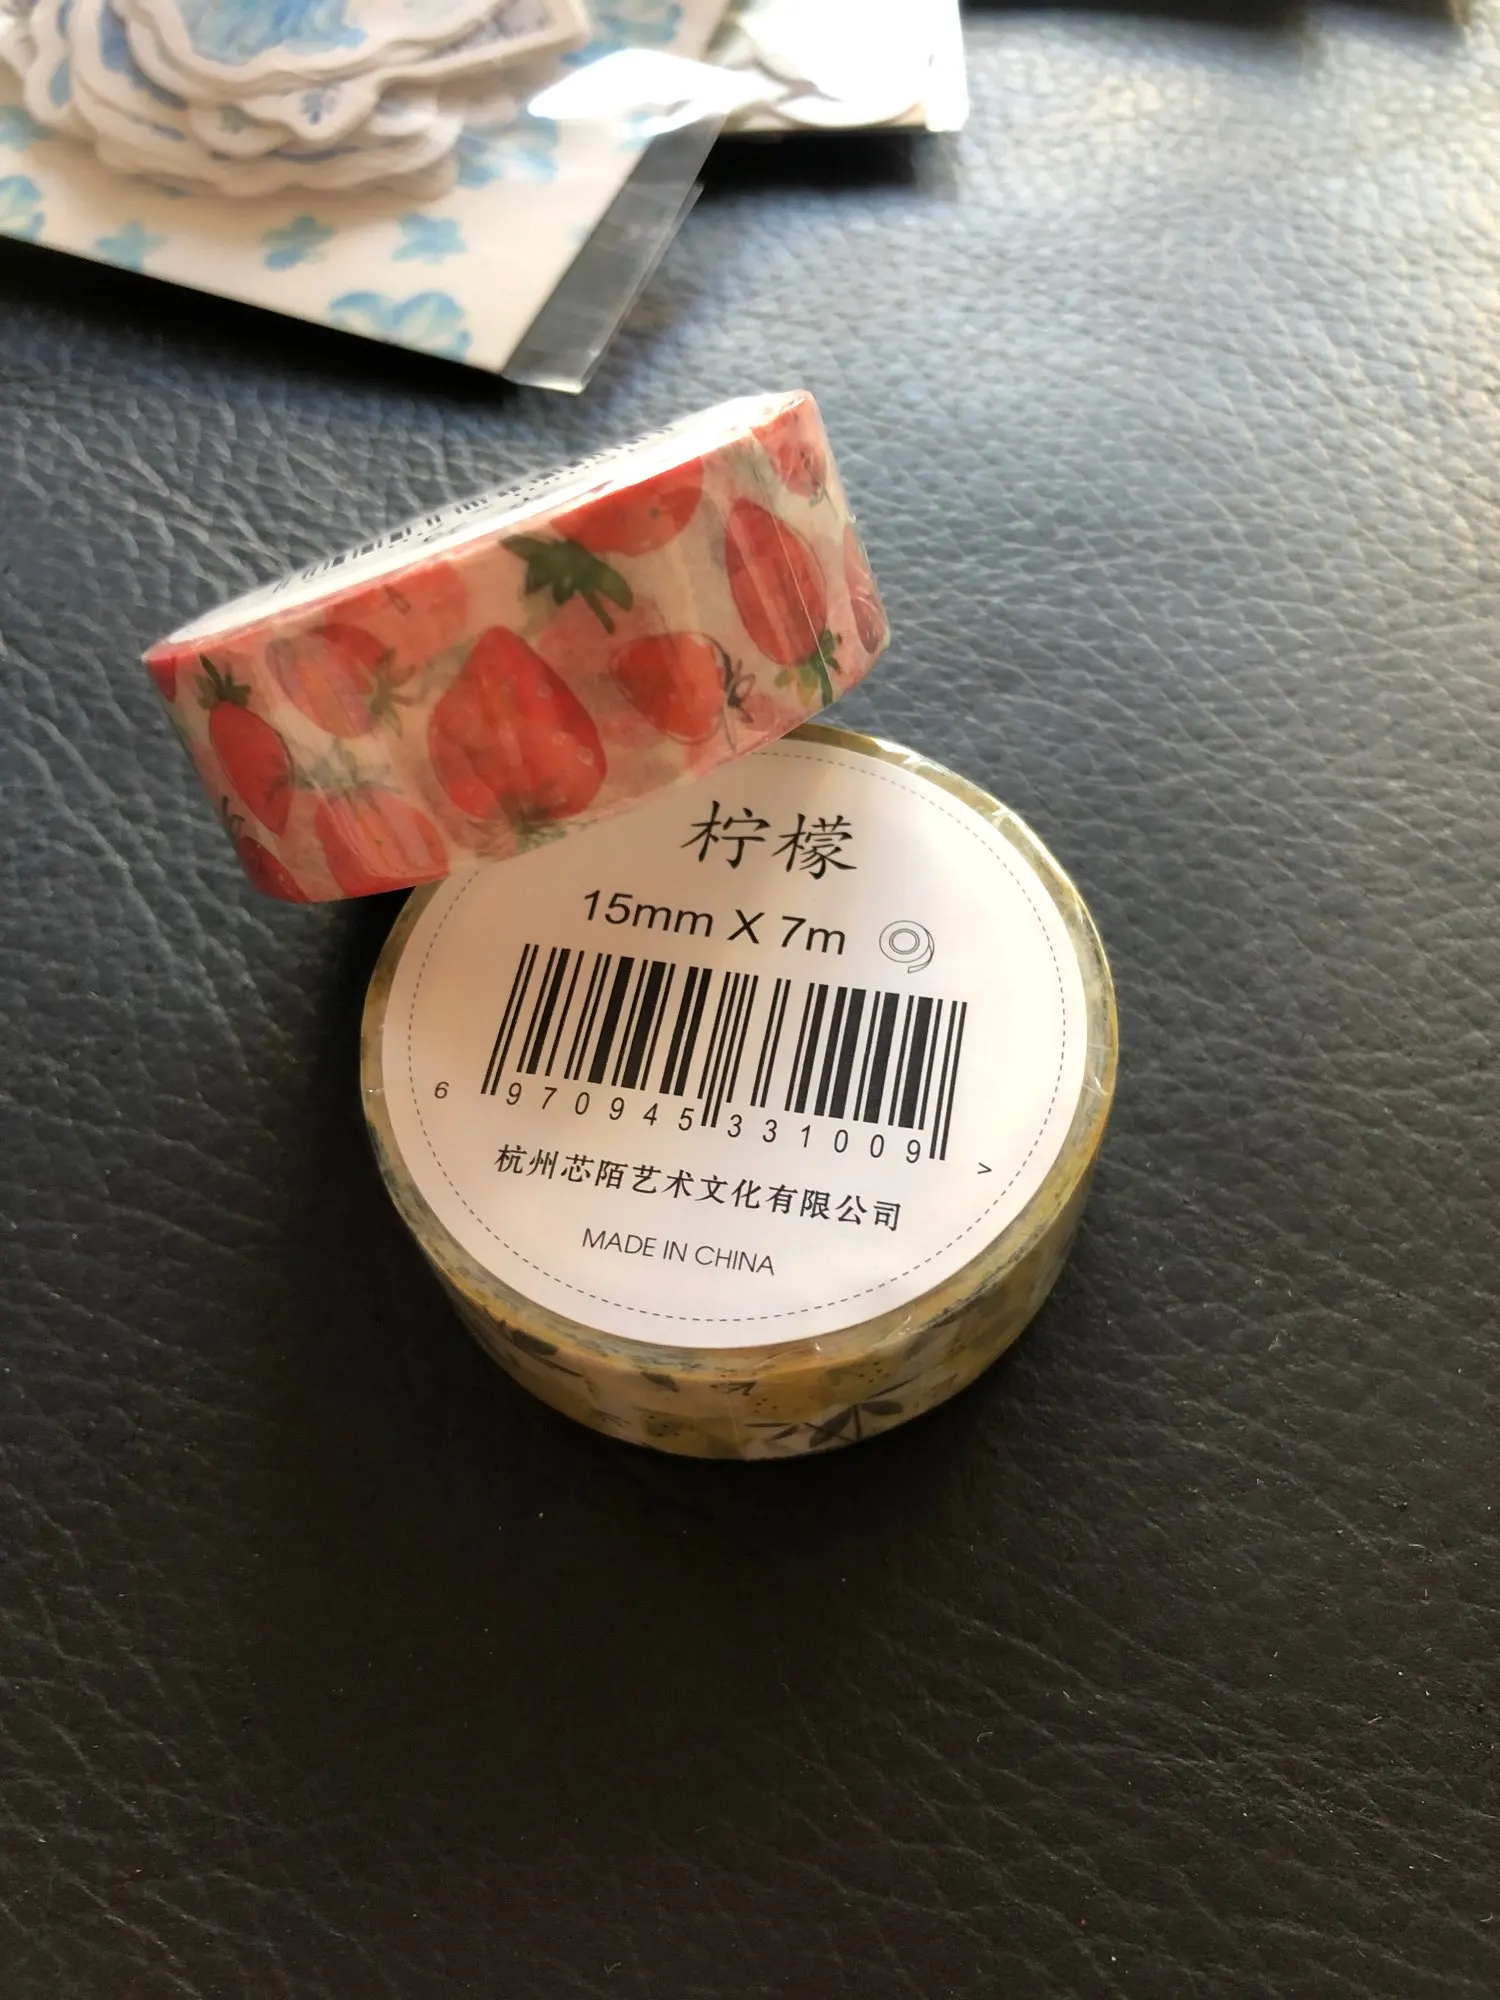 柠檬
15mm X 7m
6 970945 331009 >
杭州芯陌艺术文化有限公司
MADE IN CHINA